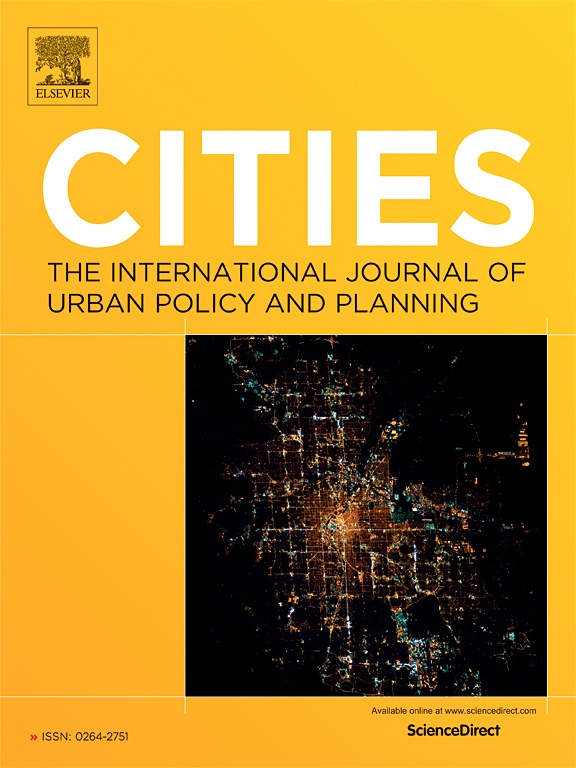 ELSEVIER
CITIES
THE INTERNATIONAL JOURNAL OF
URBAN POLICY AND PLANNING
Available online at www.sciencedirect.com
ScienceDirect
» ISSN: 0264-2751